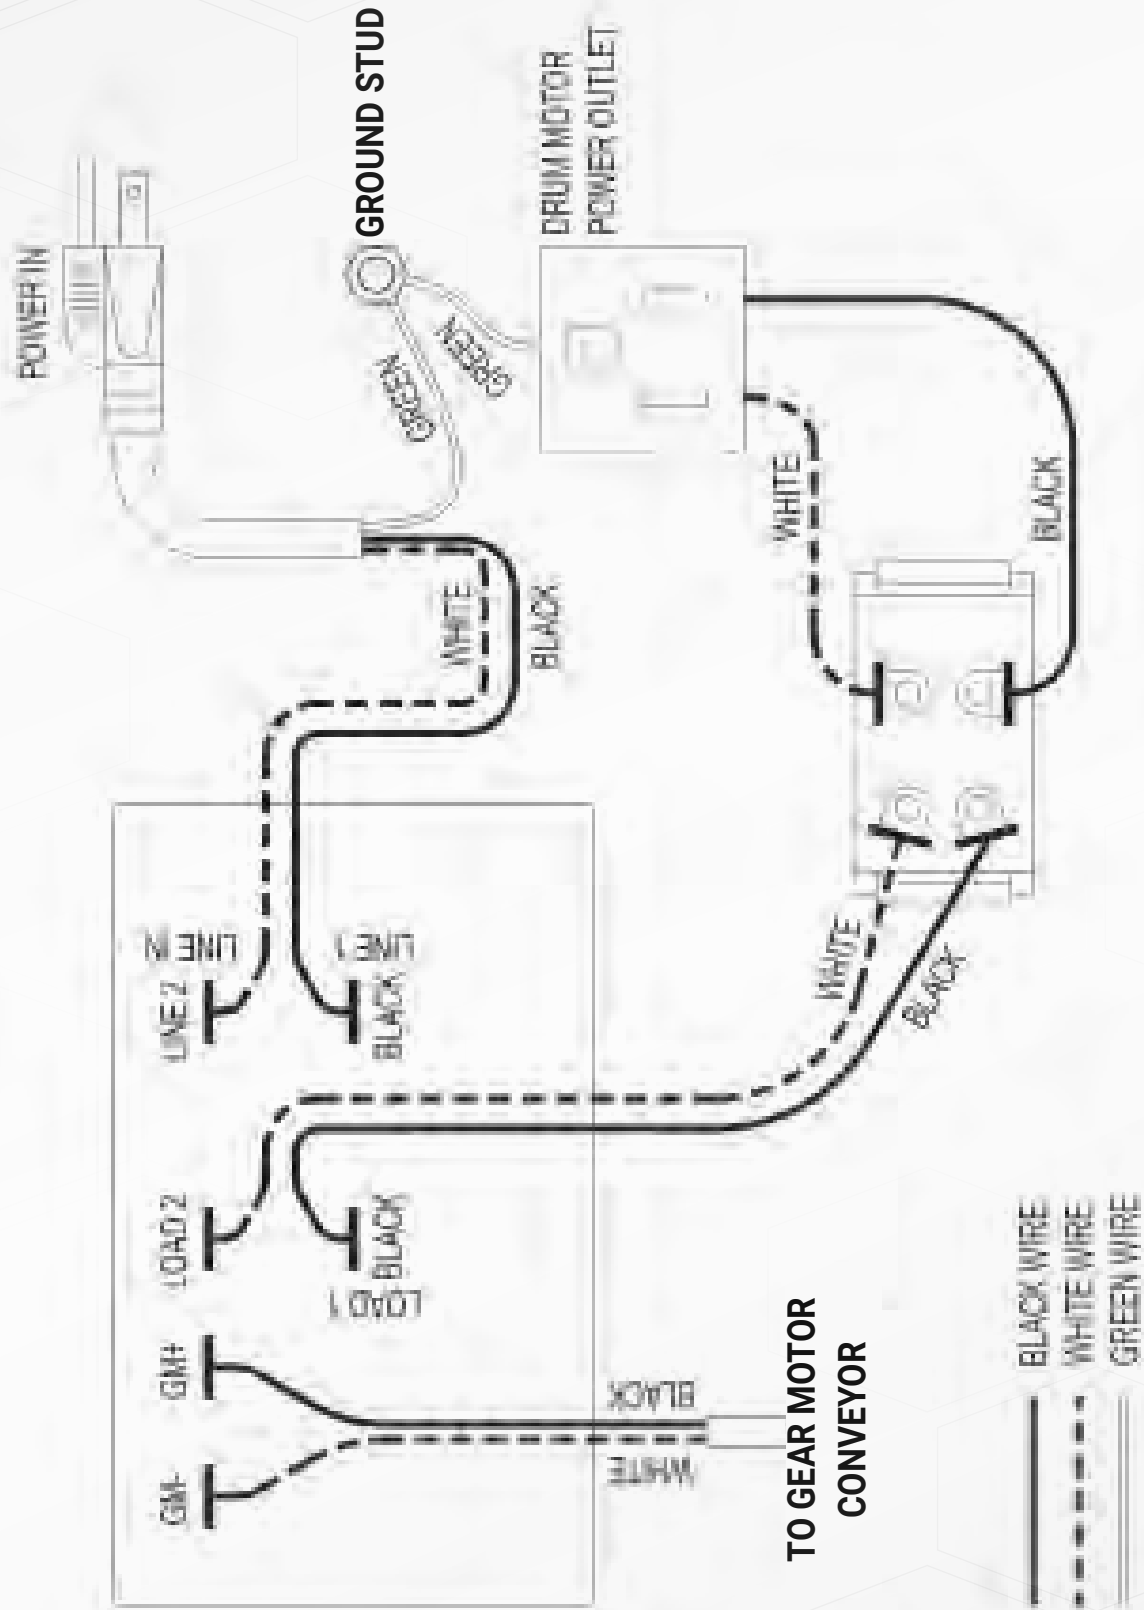 POWER IN
GROUND STUD
DRUM MOTOR
POWER OUTLET
GREEN
GREEN
WHITE
BLACK
WHITE
BLACK
LINE IN
LINE 2
LINE 1
BLACK
WHITE
BLACK
LOAD 2
BLACK
LOAD 1
GM+
GM-
BLACK
WHITE
TO GEAR MOTOR
CONVEYOR
BLACK WIRE
WHITE WIRE
GREEN WIRE